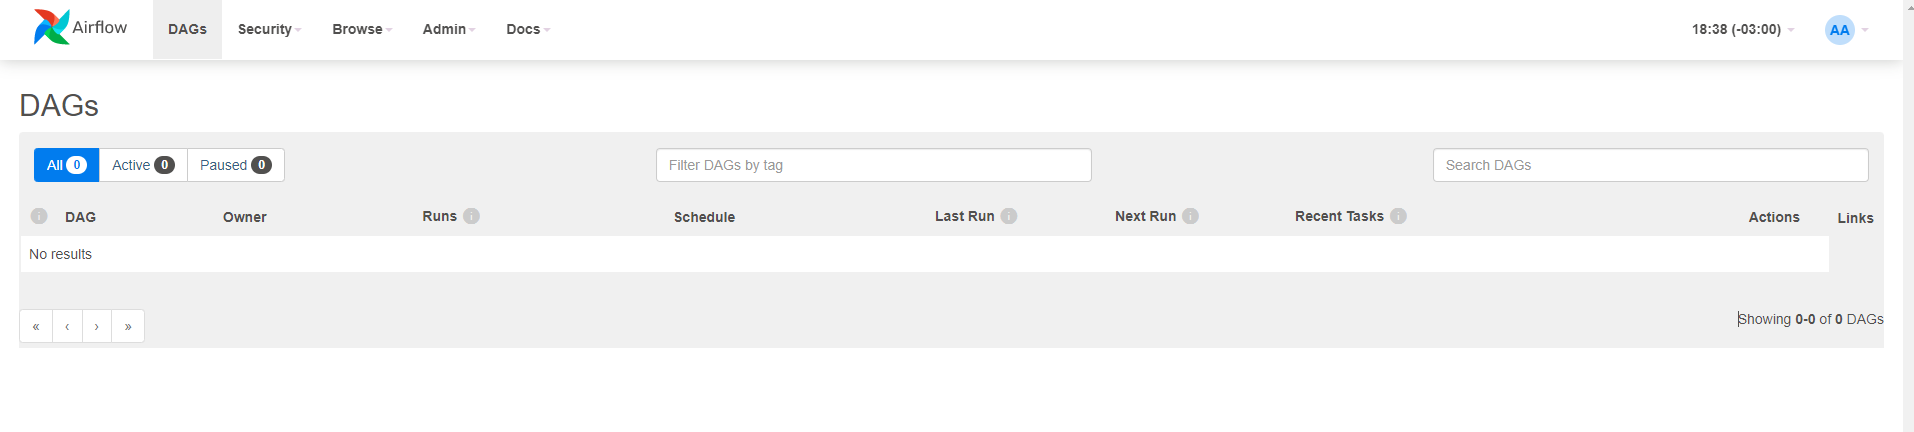 Airflow DAGs Security Browse Admin Docs 18:38 (-03:00) AA
DAGs
All 0 Active 0 Paused 0 Filter DAGs by tag Search DAGs
i DAG Owner Runs i Schedule Last Run i Next Run i Recent Tasks i Actions Links
No results
« ‹ › » Showing 0-0 of 0 DAGs